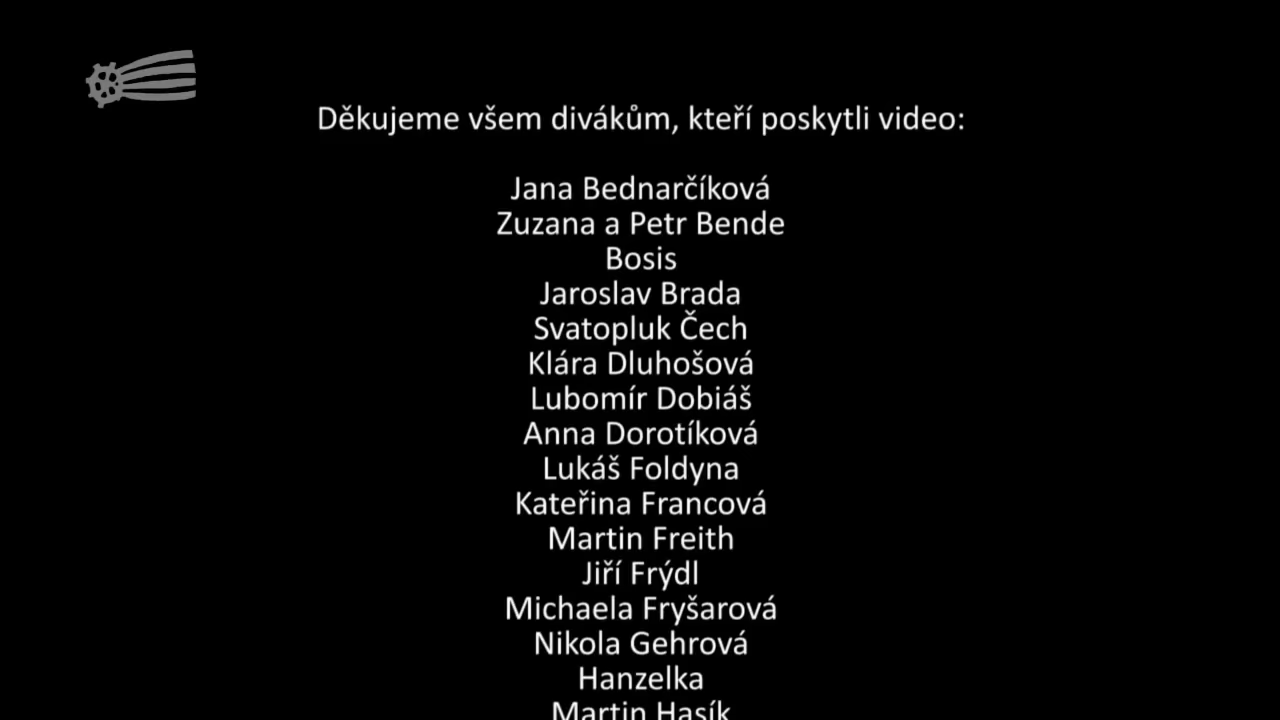 Děkujeme všem divákům, kteří poskytli video:
Jana Bednarčíková
Zuzana a Petr Bende
Bosis
Jaroslav Brada
Svatopluk Čech
Klára Dluhošová
Lubomír Dobiáš
Anna Dorotíková
Lukáš Foldyna
Kateřina Francová
Martin Freith
Jiří Frýdl
Michaela Fryšarová
Nikola Gehrová
Hanzelka
Martin Hasík